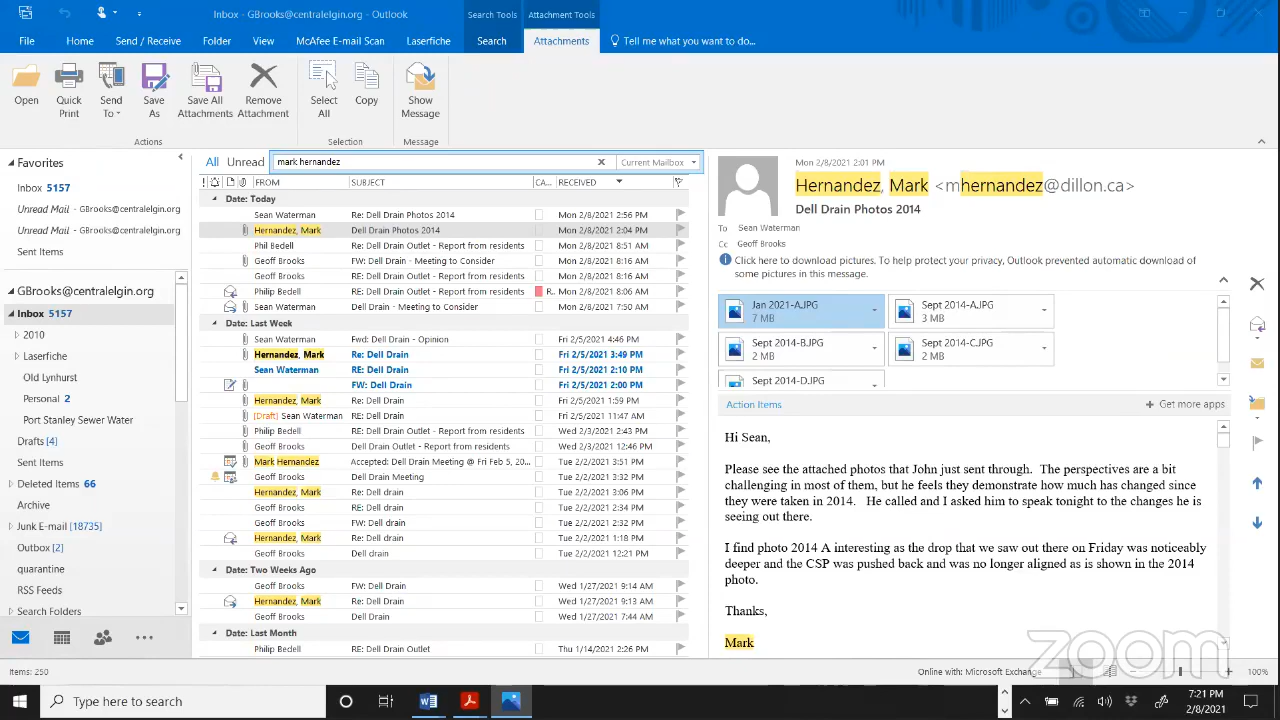 Inbox - GBrooks@centralelgin.org - Outlook
Search Tools
Attachment Tools
File
Home
Send / Receive
Folder
View
McAfee E-mail Scan
Laserfiche
Search
Attachments
Tell me what you want to do...
Open
Quick Print
Send To
Save As
Save All Attachments
Remove Attachment
Select All
Copy
Show Message
Actions
Selection
Message
Favorites
Inbox 5157
Unread Mail - GBrooks@centralelgin.org
Unread Mail - GBrooks@centralelgin.org
Sent Items
GBrooks@centralelgin.org
Inbox 5157
2010
Laserfiche
Old Lynhurst
Personal 2
Port Stanley Sewer Water
Drafts [4]
Sent Items
Deleted Items 66
Archive
Junk E-mail [18735]
Outbox [2]
quarantine
RSS Feeds
Search Folders
All Unread mark hernandez Current Mailbox
FROM SUBJECT CA... RECEIVED
Date: Today
Sean Waterman Re: Dell Drain Photos 2014 Mon 2/8/2021 2:56 PM
Hernandez, Mark Dell Drain Photos 2014 Mon 2/8/2021 2:04 PM
Phil Bedell Re: Dell Drain Outlet - Report from residents Mon 2/8/2021 8:51 AM
Geoff Brooks FW: Dell Drain - Meeting to Consider Mon 2/8/2021 8:16 AM
Geoff Brooks RE: Dell Drain Outlet - Report from residents Mon 2/8/2021 8:16 AM
Philip Bedell RE: Dell Drain Outlet - Report from residents R.. Mon 2/8/2021 8:06 AM
Sean Waterman Dell Drain - Meeting to Consider Mon 2/8/2021 7:50 AM
Date: Last Week
Sean Waterman Fwd: Dell Drain - Opinion Fri 2/5/2021 4:46 PM
Hernandez, Mark Re: Dell Drain Fri 2/5/2021 3:49 PM
Sean Waterman RE: Dell Drain Fri 2/5/2021 2:10 PM
FW: Dell Drain Fri 2/5/2021 2:00 PM
Hernandez, Mark RE: Dell Drain Fri 2/5/2021 1:59 PM
[Draft] Sean Waterman RE: Dell Drain Fri 2/5/2021 11:47 AM
Philip Bedell RE: Dell Drain Outlet - Report from residents Wed 2/3/2021 2:43 PM
Geoff Brooks Dell Drain Outlet - Report from residents Wed 2/3/2021 12:46 PM
Mark Hernandez Accepted: Dell Drain Meeting @ Fri Feb 5, 20... Tue 2/2/2021 3:51 PM
Geoff Brooks Dell Drain Meeting Tue 2/2/2021 3:32 PM
Hernandez, Mark RE: Dell drain Tue 2/2/2021 3:06 PM
Geoff Brooks RE: Dell drain Tue 2/2/2021 2:34 PM
Geoff Brooks FW: Dell drain Tue 2/2/2021 2:32 PM
Hernandez, Mark RE: Dell drain Tue 2/2/2021 1:18 PM
Geoff Brooks Dell drain Tue 2/2/2021 12:21 PM
Date: Two Weeks Ago
Geoff Brooks FW: Dell Drain Wed 1/27/2021 9:14 AM
Hernandez, Mark Re: Dell Drain Wed 1/27/2021 9:13 AM
Geoff Brooks Dell Drain Wed 1/27/2021 7:44 AM
Date: Last Month
Philip Bedell RE: Dell Drain Outlet Thu 1/14/2021 2:26 PM
Mon 2/8/2021 2:01 PM
Hernandez, Mark <mhernandez@dillon.ca>
Dell Drain Photos 2014
To Sean Waterman
Cc Geoff Brooks
Click here to download pictures. To help protect your privacy, Outlook prevented automatic download of
some pictures in this message.
Jan 2021-A.JPG
7 MB
Sept 2014-A.JPG
3 MB
Sept 2014-B.JPG
2 MB
Sept 2014-C.JPG
2 MB
Sept 2014-D.JPG
Action Items
Get more apps
Hi Sean,
Please see the attached photos that John just sent through. The perspectives are a bit
challenging in most of them, but he feels they demonstrate how much has changed since
they were taken in 2014. He called and I asked him to speak tonight to the changes he is
seeing out there.
I find photo 2014 A interesting as the drop that we saw out there on Friday was noticeably
deeper and the CSP was pushed back and was no longer aligned as is shown in the 2014
photo.
Thanks,
Mark
zoom
Items: 250
Online with: Microsoft Exchange
100%
Type here to search
7:21 PM
2/8/2021